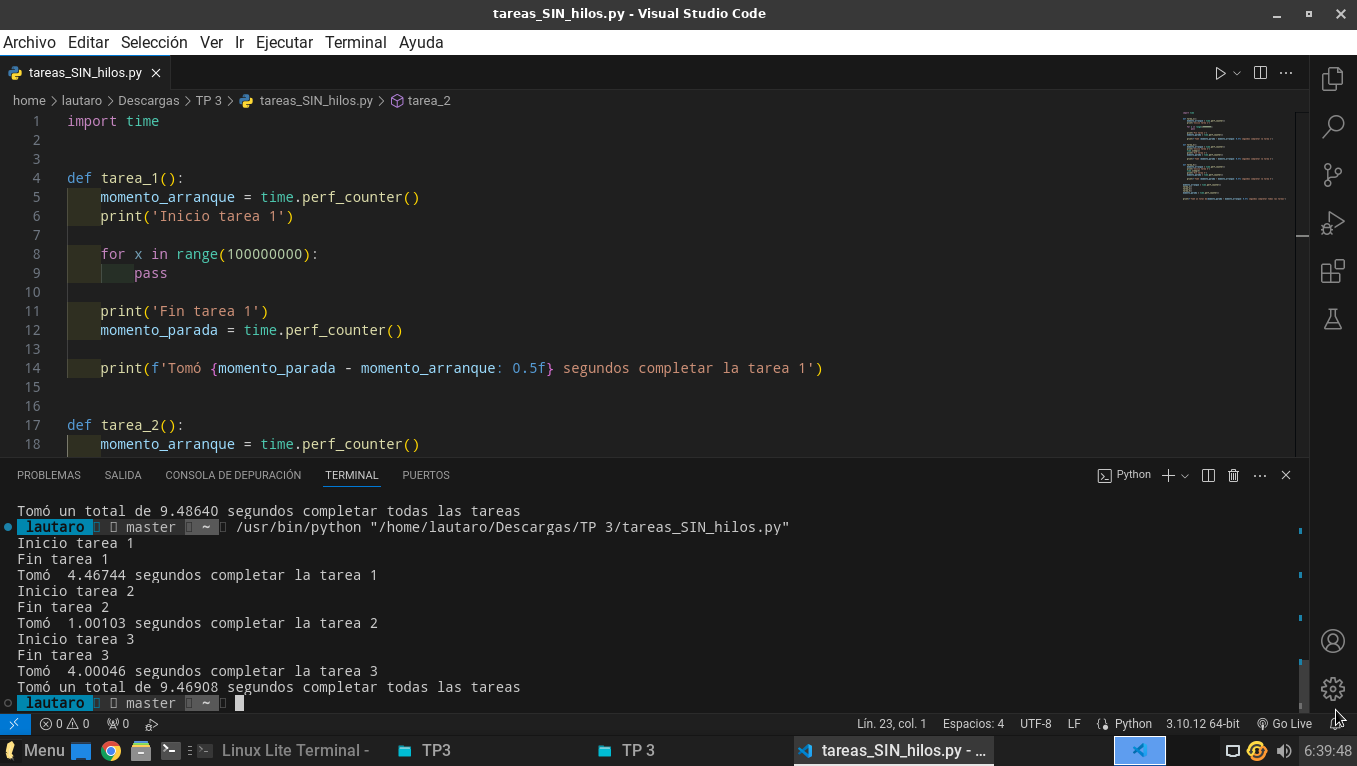 tareas_SIN_hilos.py - Visual Studio Code
Archivo Editar Selección Ver Ir Ejecutar Terminal Ayuda
tareas_SIN_hilos.py
home > lautaro > Descargas > TP 3 > tareas_SIN_hilos.py > tarea_2
1 import time
2
3
4 def tarea_1():
5 momento_arranque = time.perf_counter()
6 print('Inicio tarea 1')
7
8 for x in range(100000000):
9 pass
10
11 print('Fin tarea 1')
12 momento_parada = time.perf_counter()
13
14 print(f'Tomó {momento_parada - momento_arranque: 0.5f} segundos completar la tarea 1')
15
16
17 def tarea_2():
18 momento_arranque = time.perf_counter()
PROBLEMAS SALIDA CONSOLA DE DEPURACIÓN TERMINAL PUERTOS Python
Tomó un total de 9.48640 segundos completar todas las tareas
lautaro master ~ /usr/bin/python "/home/lautaro/Descargas/TP 3/tareas_SIN_hilos.py"
Inicio tarea 1
Fin tarea 1
Tomó  4.46744 segundos completar la tarea 1
Inicio tarea 2
Fin tarea 2
Tomó  1.00103 segundos completar la tarea 2
Inicio tarea 3
Fin tarea 3
Tomó  4.00046 segundos completar la tarea 3
Tomó un total de 9.46908 segundos completar todas las tareas
lautaro master ~
0 0 0 Lín. 23, col. 1 Espacios: 4 UTF-8 LF Python 3.10.12 64-bit Go Live
Menu Linux Lite Terminal - TP3 TP 3 tareas_SIN_hilos.py - ... 6:39:48